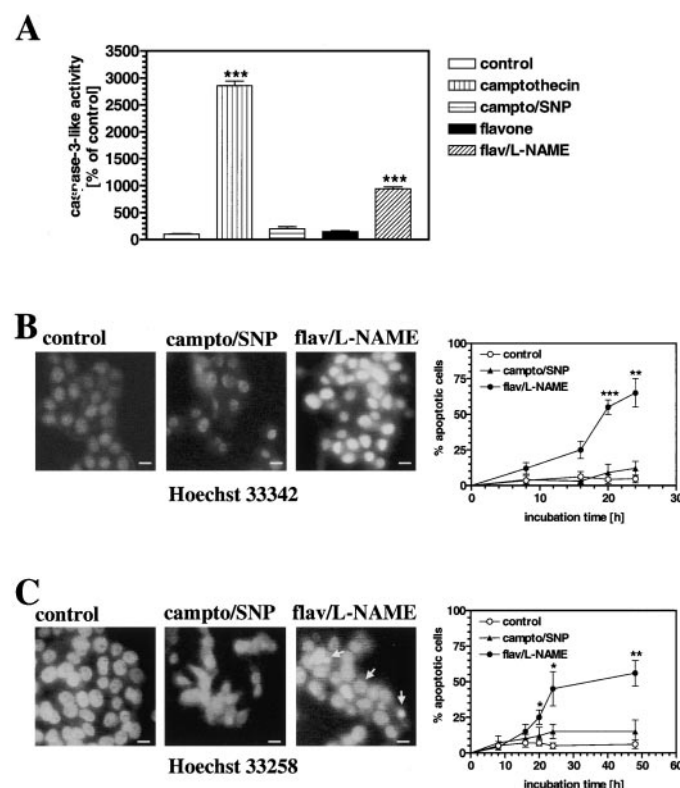 A
caspase-3-like activity
[% of control]
3500
3000
2500
2000
1500
1000
500
0
***
***
control
camptothecin
campto/SNP
flavone
flav/L-NAME
B
control
campto/SNP
flav/L-NAME
Hoechst 33342
% apoptotic cells
100
75
50
25
0
control
campto/SNP
flav/L-NAME
***
**
0 10 20 30
incubation time [h]
C
control
campto/SNP
flav/L-NAME
Hoechst 33258
% apoptotic cells
100
75
50
25
0
control
campto/SNP
flav/L-NAME
*
*
**
0 10 20 30 40 50 60
incubation time [h]